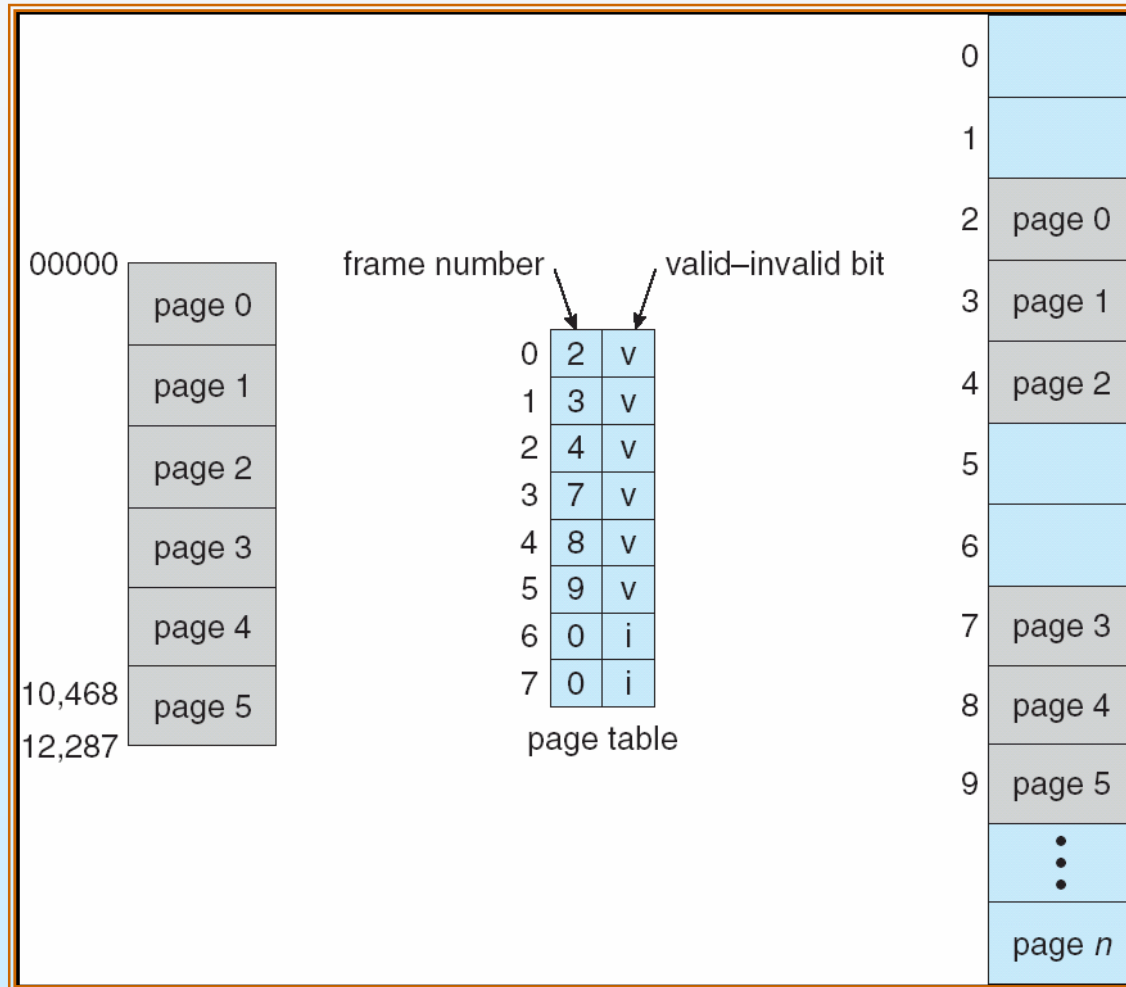 00000
page 0
page 1
page 2
page 3
page 4
10,468
page 5
12,287
frame number
valid–invalid bit
0 2 v
1 3 v
2 4 v
3 7 v
4 8 v
5 9 v
6 0 i
7 0 i
page table
0
1
2 page 0
3 page 1
4 page 2
5
6
7 page 3
8 page 4
9 page 5
page n